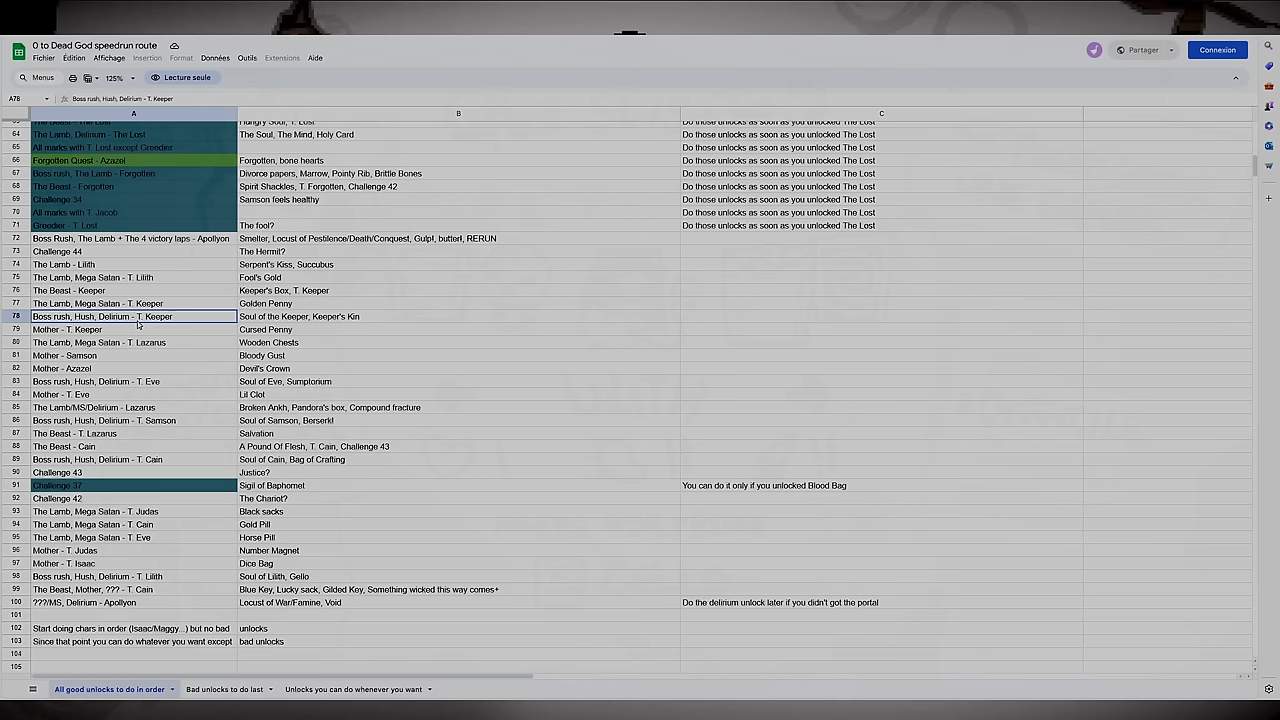 0 to Dead God speedrun route
Fichier Édition Affichage Insertion Format Données Outils Extensions Aide
Partager Connexion
Menus 125% Lecture seule
A78 fx Boss rush, Hush, Delirium - T. Keeper
A B C
The Beast - The Lost Hungry Soul, T. Lost Do those unlocks as soon as you unlocked The Lost
64 The Lamb, Delirium - The Lost The Soul, The Mind, Holy Card Do those unlocks as soon as you unlocked The Lost
65 All marks with T. Lost except Greedier Do those unlocks as soon as you unlocked The Lost
66 Forgotten Quest - Azazel Forgotten, bone hearts Do those unlocks as soon as you unlocked The Lost
67 Boss rush, The Lamb - Forgotten Divorce papers, Marrow, Pointy Rib, Brittle Bones Do those unlocks as soon as you unlocked The Lost
68 The Beast - Forgotten Spirit Shackles, T. Forgotten, Challenge 42 Do those unlocks as soon as you unlocked The Lost
69 Challenge 34 Samson feels healthy Do those unlocks as soon as you unlocked The Lost
70 All marks with T. Jacob Do those unlocks as soon as you unlocked The Lost
71 Greedier - T. Lost The fool? Do those unlocks as soon as you unlocked The Lost
72 Boss Rush, The Lamb + The 4 victory laps - Apollyon Smelter, Locust of Pestilence/Death/Conquest, Gulp!, butter!, RERUN
73 Challenge 44 The Hermit?
74 The Lamb - Lilith Serpent's Kiss, Succubus
75 The Lamb, Mega Satan - T. Lilith Fool's Gold
76 The Beast - Keeper Keeper's Box, T. Keeper
77 The Lamb, Mega Satan - T. Keeper Golden Penny
78 Boss rush, Hush, Delirium - T. Keeper Soul of the Keeper, Keeper's Kin
79 Mother - T. Keeper Cursed Penny
80 The Lamb, Mega Satan - T. Lazarus Wooden Chests
81 Mother - Samson Bloody Gust
82 Mother - Azazel Devil's Crown
83 Boss rush, Hush, Delirium - T. Eve Soul of Eve, Sumptorium
84 Mother - T. Eve Lil Clot
85 The Lamb/MS/Delirium - Lazarus Broken Ankh, Pandora's box, Compound fracture
86 Boss rush, Hush, Delirium - T. Samson Soul of Samson, Berserk!
87 The Beast - T. Lazarus Salvation
88 The Beast - Cain A Pound Of Flesh, T. Cain, Challenge 43
89 Boss rush, Hush, Delirium - T. Cain Soul of Cain, Bag of Crafting
90 Challenge 43 Justice?
91 Challenge 37 Sigil of Baphomet You can do it only if you unlocked Blood Bag
92 Challenge 42 The Chariot?
93 The Lamb, Mega Satan - T. Judas Black sacks
94 The Lamb, Mega Satan - T. Cain Gold Pill
95 The Lamb, Mega Satan - T. Eve Horse Pill
96 Mother - T. Judas Number Magnet
97 Mother - T. Isaac Dice Bag
98 Boss rush, Hush, Delirium - T. Lilith Soul of Lilith, Gello
99 The Beast, Mother, ??? - T. Cain Blue Key, Lucky sack, Gilded Key, Something wicked this way comes+
100 ???/MS, Delirium - Apollyon Locust of War/Famine, Void Do the delirium unlock later if you didn't got the portal
101
102 Start doing chars in order (Isaac/Maggy...) but no bad unlocks
103 Since that point you can do whatever you want except bad unlocks
104
105
All good unlocks to do in order Bad unlocks to do last Unlocks you can do whenever you want